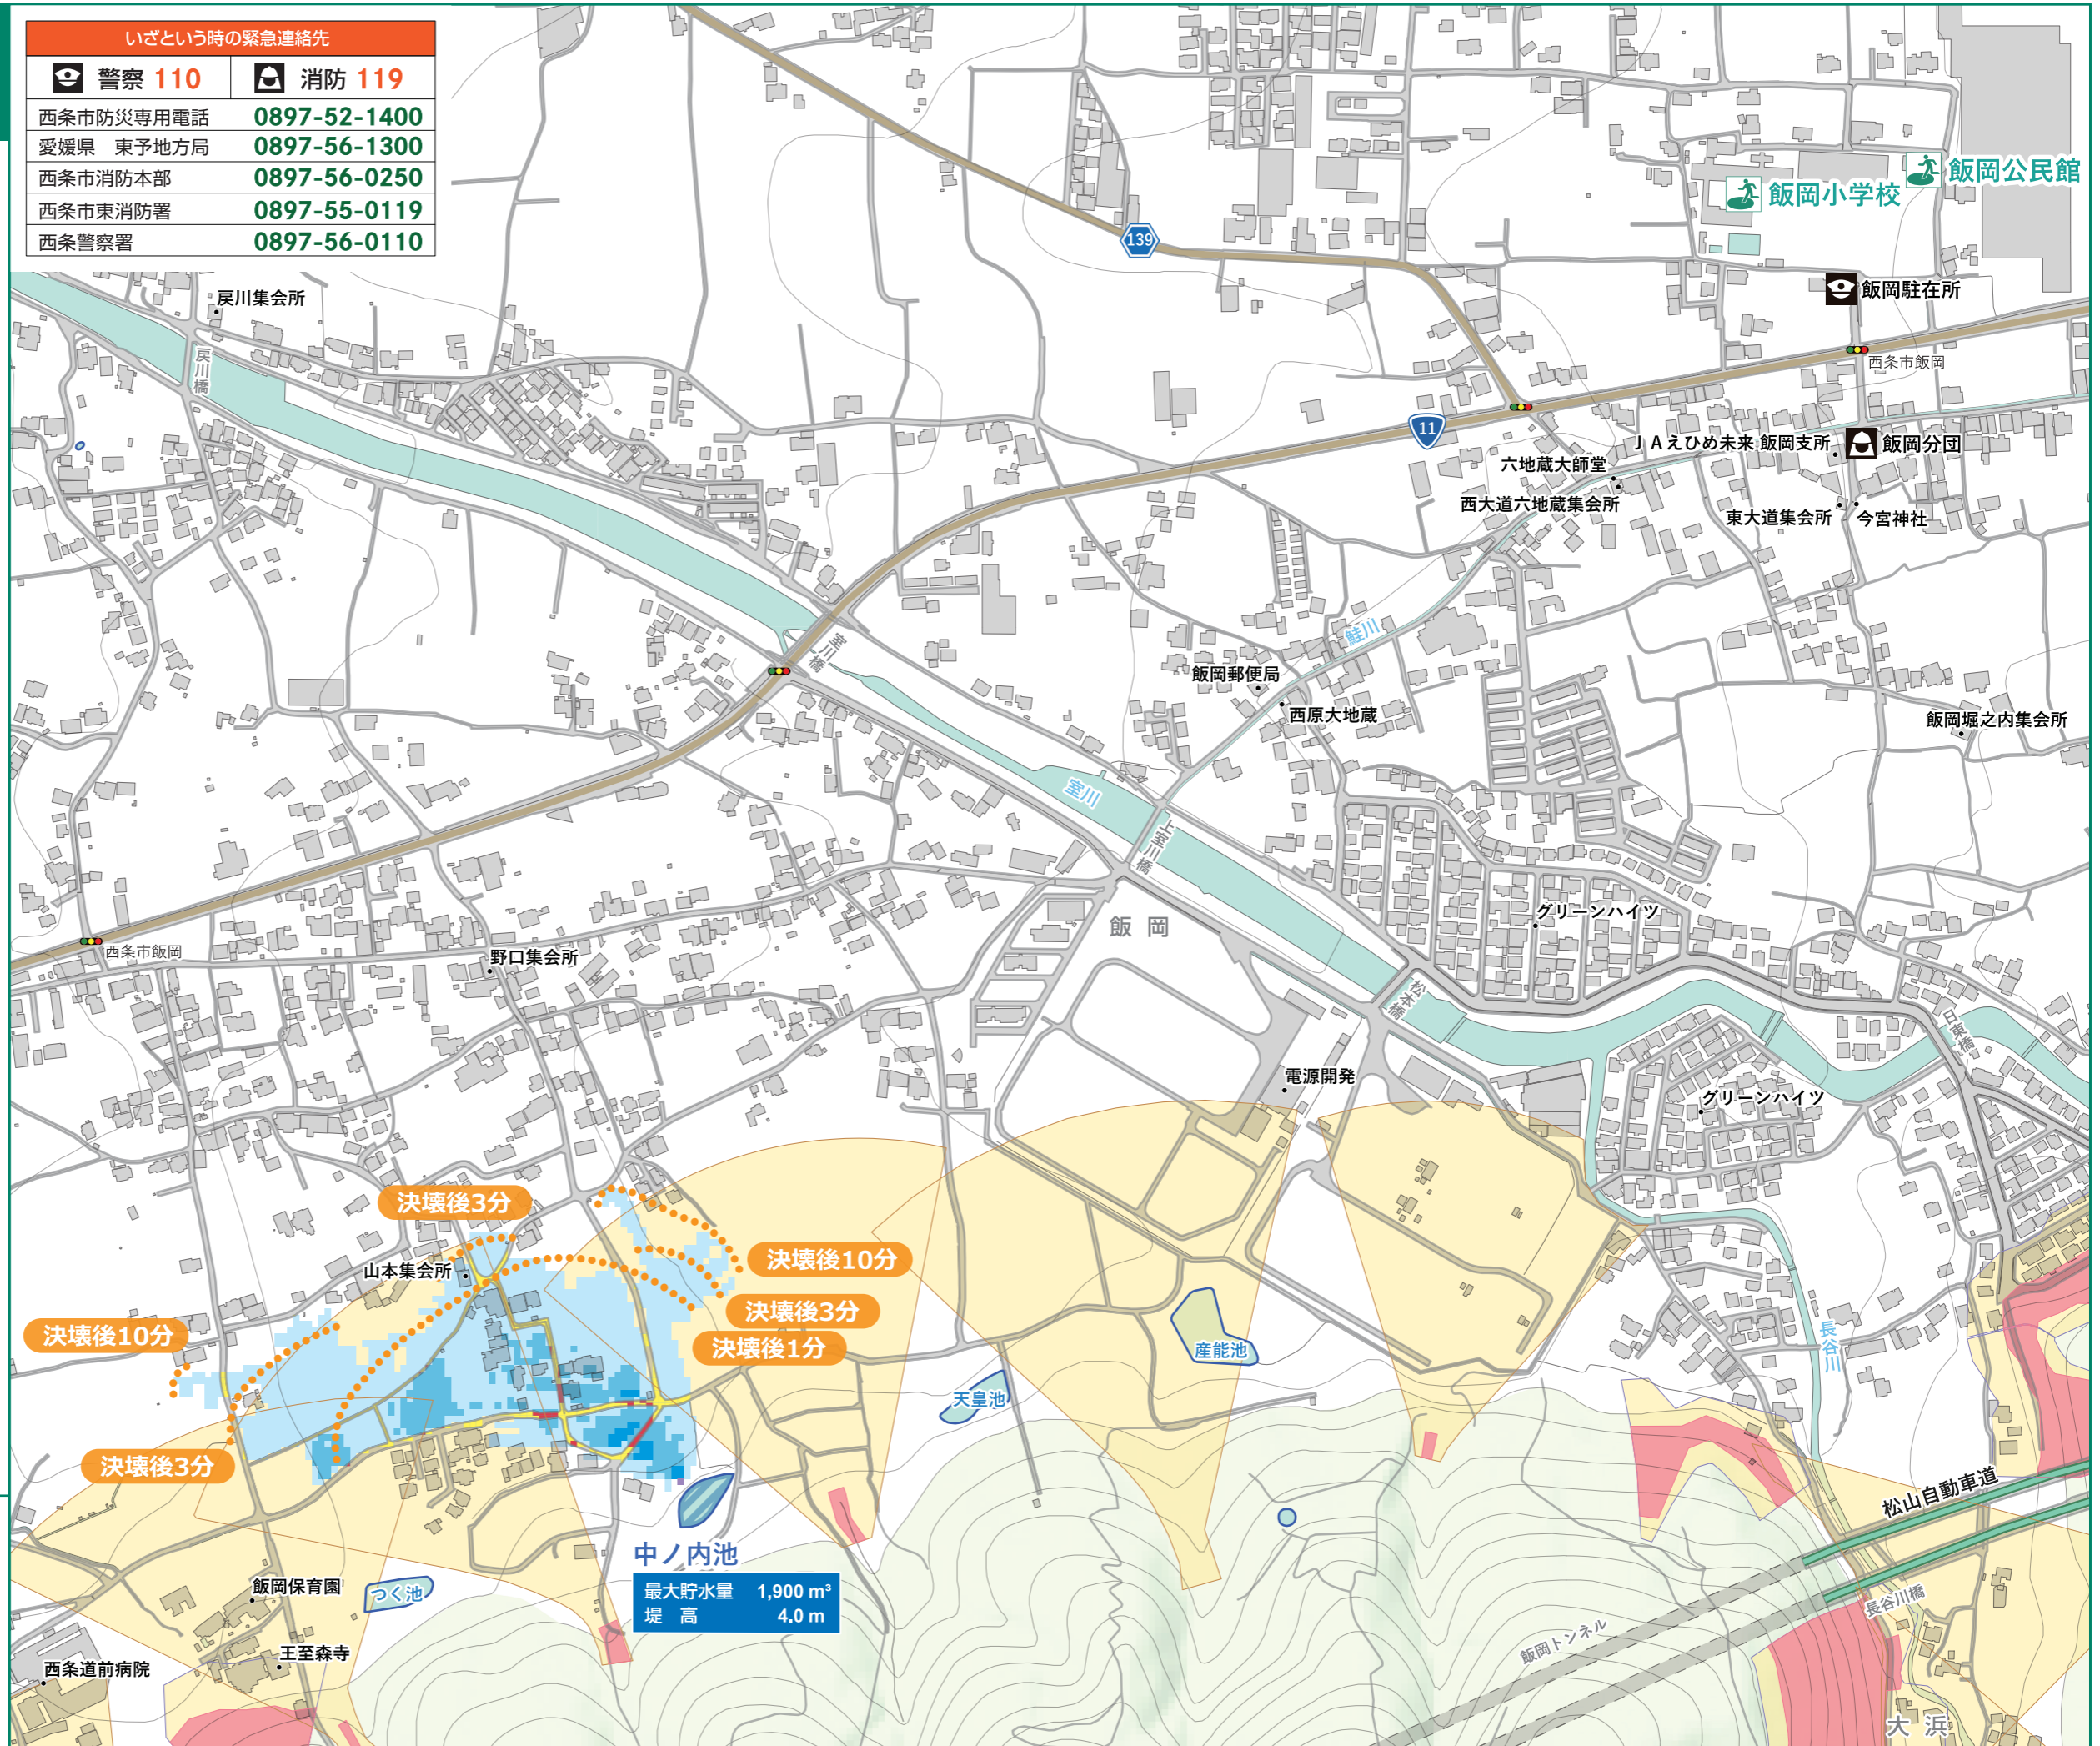 いざという時の緊急連絡先
警察 110 消防 119
西条市防災専用電話 0897-52-1400
愛媛県 東予地方局 0897-56-1300
西条市消防本部 0897-56-0250
西条市東消防署 0897-55-0119
西条警察署 0897-56-0110
139
飯岡公民館
飯岡小学校
飯岡駐在所
戻川集会所
戻川橋
西条市飯岡
11
JAえひめ未来 飯岡支所
飯岡分団
六地蔵大師堂
西大道六地蔵集会所
東大道集会所
今宮神社
鮭川
室川橋
飯岡郵便局
西原大地蔵
飯岡堀之内集会所
室川
上室川橋
グリーンハイツ
飯岡
西条市飯岡
野口集会所
松本橋
日東橋
電源開発
グリーンハイツ
決壊後3分
決壊後10分
山本集会所
決壊後3分
決壊後10分
決壊後1分
産能池
長谷川
天皇池
決壊後3分
松山自動車道
中ノ内池
最大貯水量 1,900 m³
堤 高 4.0 m
飯岡保育園
つく池
長谷川橋
飯岡トンネル
王至森寺
西条道前病院
大浜